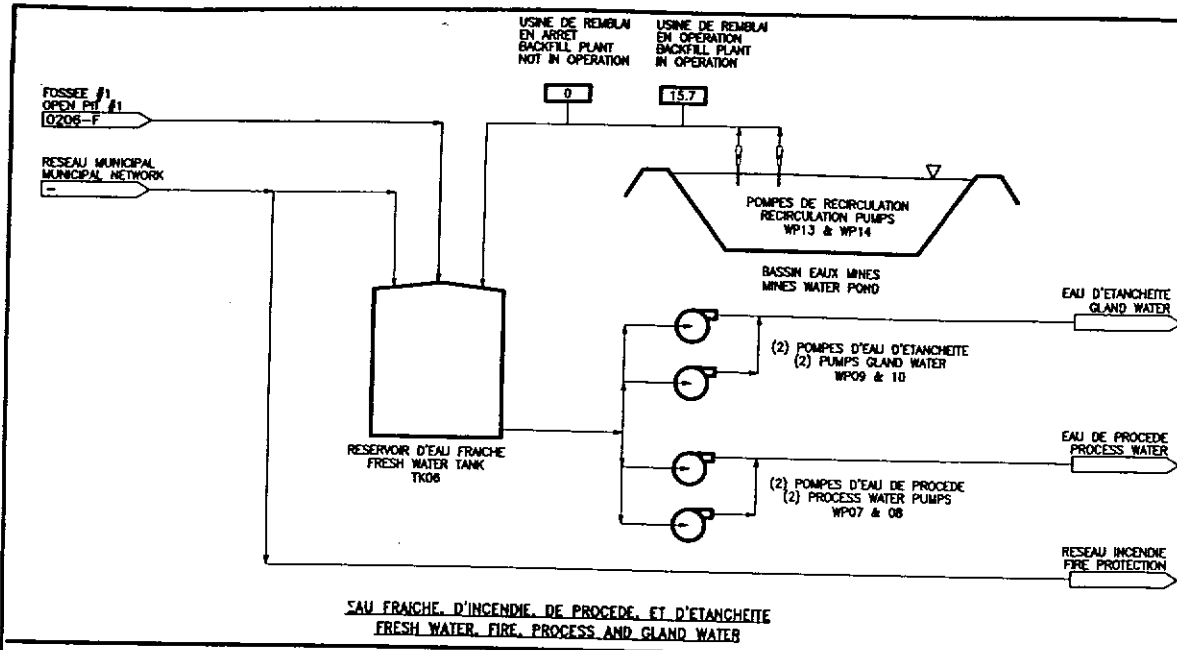 USINE DE REMBLAI
EN ARRET
BACKFILL PLANT
NOT IN OPERATION
0
USINE DE REMBLAI
EN OPERATION
BACKFILL PLANT
IN OPERATION
15.7
FOSSEE #1
OPEN PIT #1
0206-F
RESEAU MUNICIPAL
MUNICIPAL NETWORK
-
POMPES DE RECIRCULATION
RECIRCULATION PUMPS
WP13 & WP14
BASSIN EAUX MINES
MINES WATER POND
EAU D'ETANCHEITE
GLAND WATER
(2) POMPES D'EAU D'ETANCHEITE
(2) PUMPS GLAND WATER
WP09 & 10
RESERVOIR D'EAU FRAICHE
FRESH WATER TANK
TK06
EAU DE PROCEDE
PROCESS WATER
(2) POMPES D'EAU DE PROCEDE
(2) PROCESS WATER PUMPS
WP07 & 08
RESEAU INCENDIE
FIRE PROTECTION
EAU FRAICHE, D'INCENDIE, DE PROCEDE, ET D'ETANCHEITE
FRESH WATER, FIRE, PROCESS AND GLAND WATER